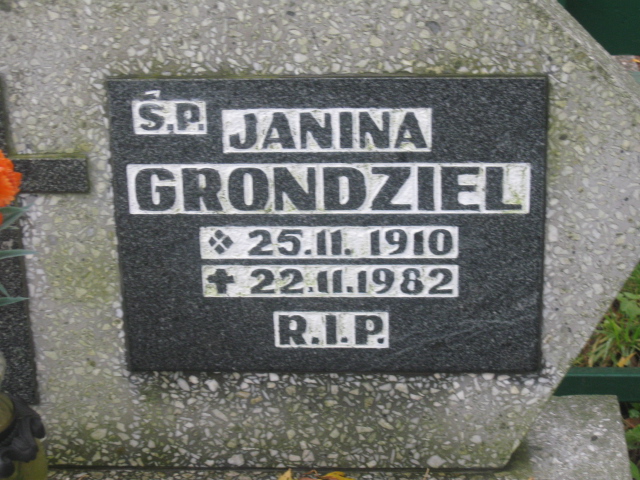 Ś.P. JANINA
GRONDZIEL
25.11.1910
22.11.1982
R.I.P.